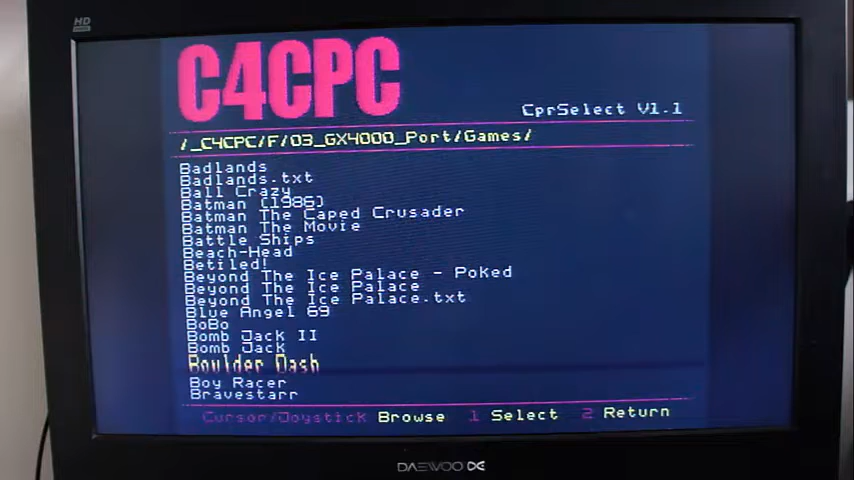 HD
C4CPC
CprSelect V1.1
/_C4CPC/F/03_GX4000_Port/Games/
Badlands
Badlands.txt
Ball Crazy
Batman (1986)
Batman The Caped Crusader
Batman The Movie
Battle Ships
Beach-Head
Betiled!
Beyond The Ice Palace - Poked
Beyond The Ice Palace
Beyond The Ice Palace.txt
Blue Angel 69
BoBo
Bomb Jack II
Bomb Jack
Boulder Dash
Boy Racer
Bravestarr
Cursor/Joystick Browse 1 Select 2 Return
DAEWOO